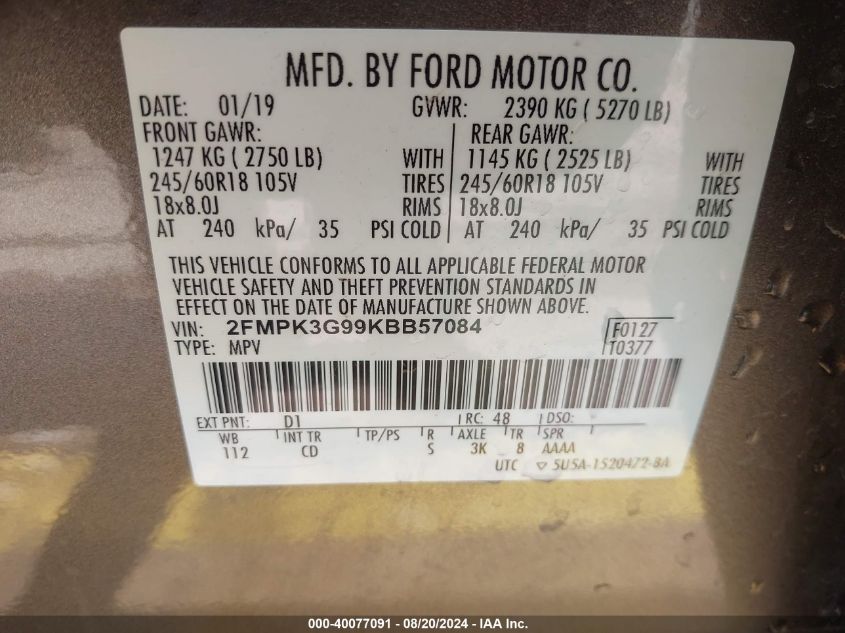 MFD. BY FORD MOTOR CO.
DATE: 01/19 GVWR: 2390 KG ( 5270 LB)
FRONT GAWR: REAR GAWR:
1247 KG ( 2750 LB) WITH 1145 KG ( 2525 LB) WITH
245/60R18 105V TIRES 245/60R18 105V TIRES
18x8.0J RIMS 18x8.0J RIMS
AT 240 kPa/ 35 PSI COLD AT 240 kPa/ 35 PSI COLD
THIS VEHICLE CONFORMS TO ALL APPLICABLE FEDERAL MOTOR
VEHICLE SAFETY AND THEFT PREVENTION STANDARDS IN
EFFECT ON THE DATE OF MANUFACTURE SHOWN ABOVE.
VIN: 2FMPK3G99KBB57084 F0127
TYPE: MPV T0377
EXT PNT: D1 RC: 48 DSO:
WB INT TR TP/PS R AXLE TR SPR
112 CD S 3K 8 AAAA
UTC ▽ 5U5A-1520472-BA
000-40077091 - 08/20/2024 - IAA Inc.